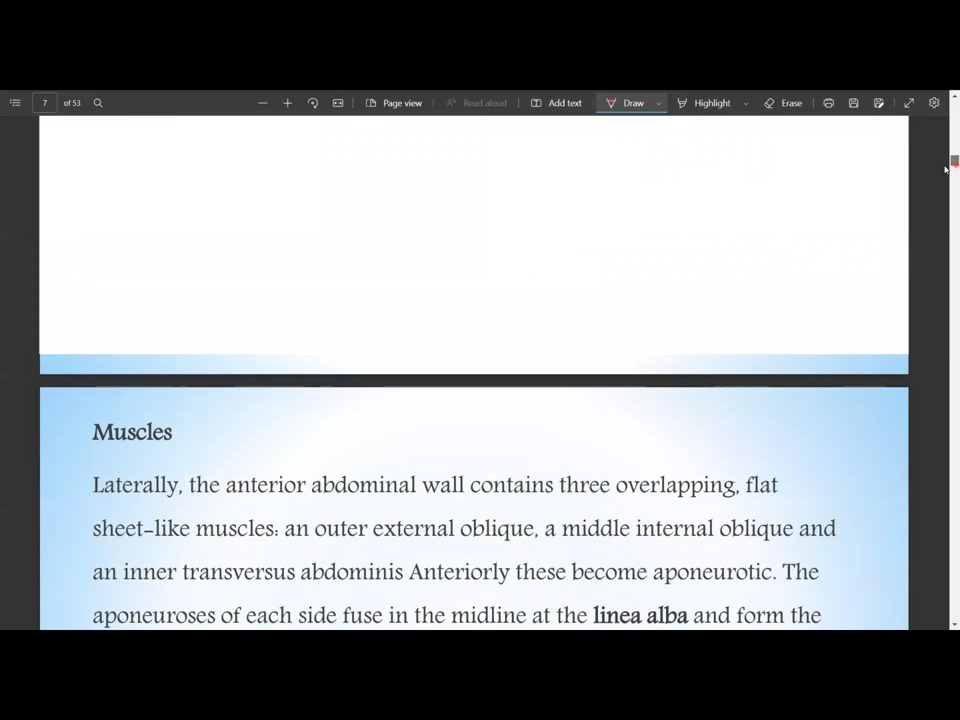 7 of 53 Page view Read aloud Add text Draw Highlight Erase
Muscles
Laterally, the anterior abdominal wall contains three overlapping, flat
sheet-like muscles: an outer external oblique, a middle internal oblique and
an inner transversus abdominis Anteriorly these become aponeurotic. The
aponeuroses of each side fuse in the midline at the linea alba and form the